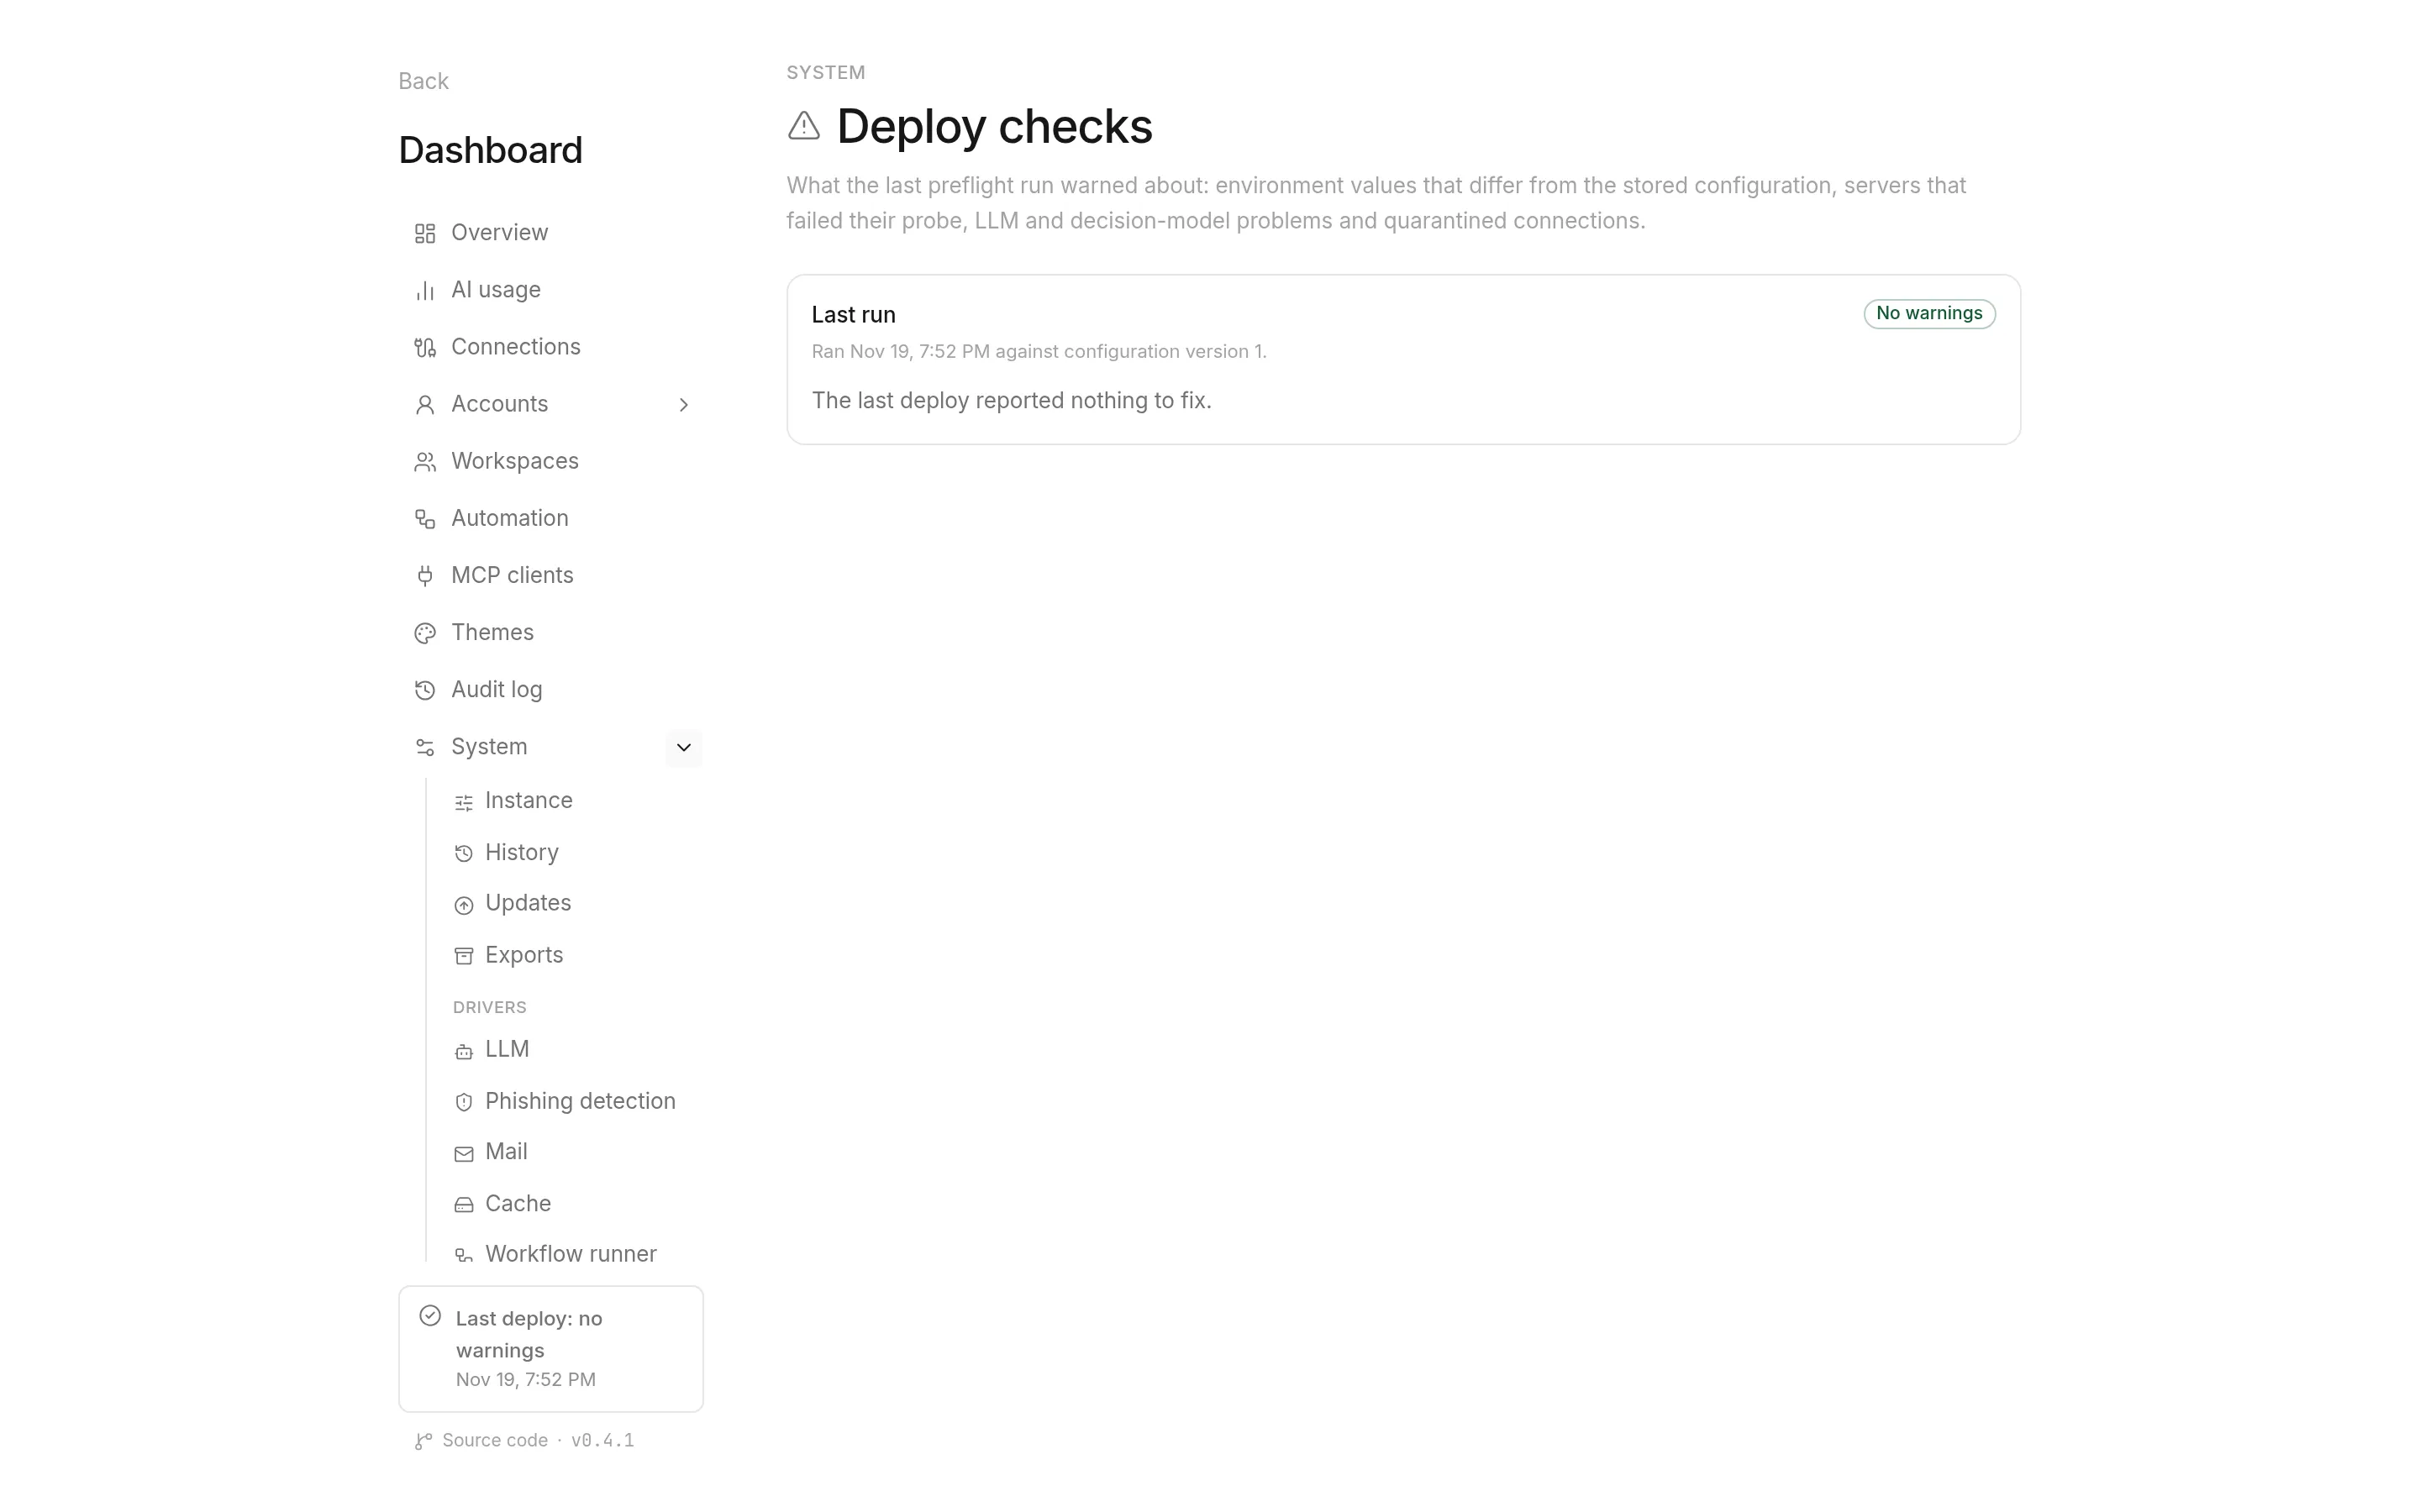 Back
Dashboard
Overview
AI usage
Connections
Accounts
Workspaces
Automation
MCP clients
Themes
Audit log
System
Instance
History
Updates
Exports
DRIVERS
LLM
Phishing detection
Mail
Cache
Workflow runner
Last deploy: no
warnings
Nov 19, 7:52 PM
Source code · v0.4.1
SYSTEM
Deploy checks
What the last preflight run warned about: environment values that differ from the stored configuration, servers that
failed their probe, LLM and decision-model problems and quarantined connections.
Last run
No warnings
Ran Nov 19, 7:52 PM against configuration version 1.
The last deploy reported nothing to fix.